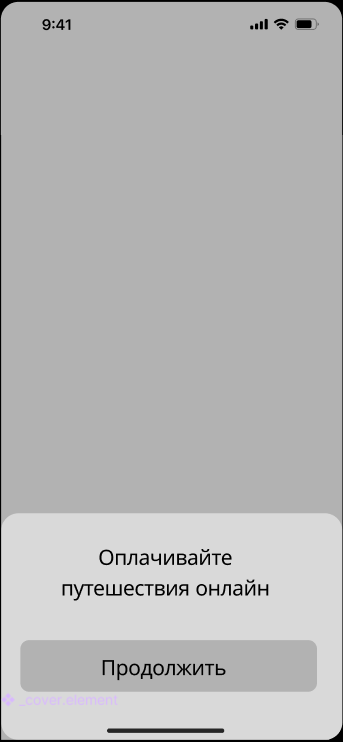 9:41
Оплачивайте
путешествия онлайн
Продолжить
_cover.element